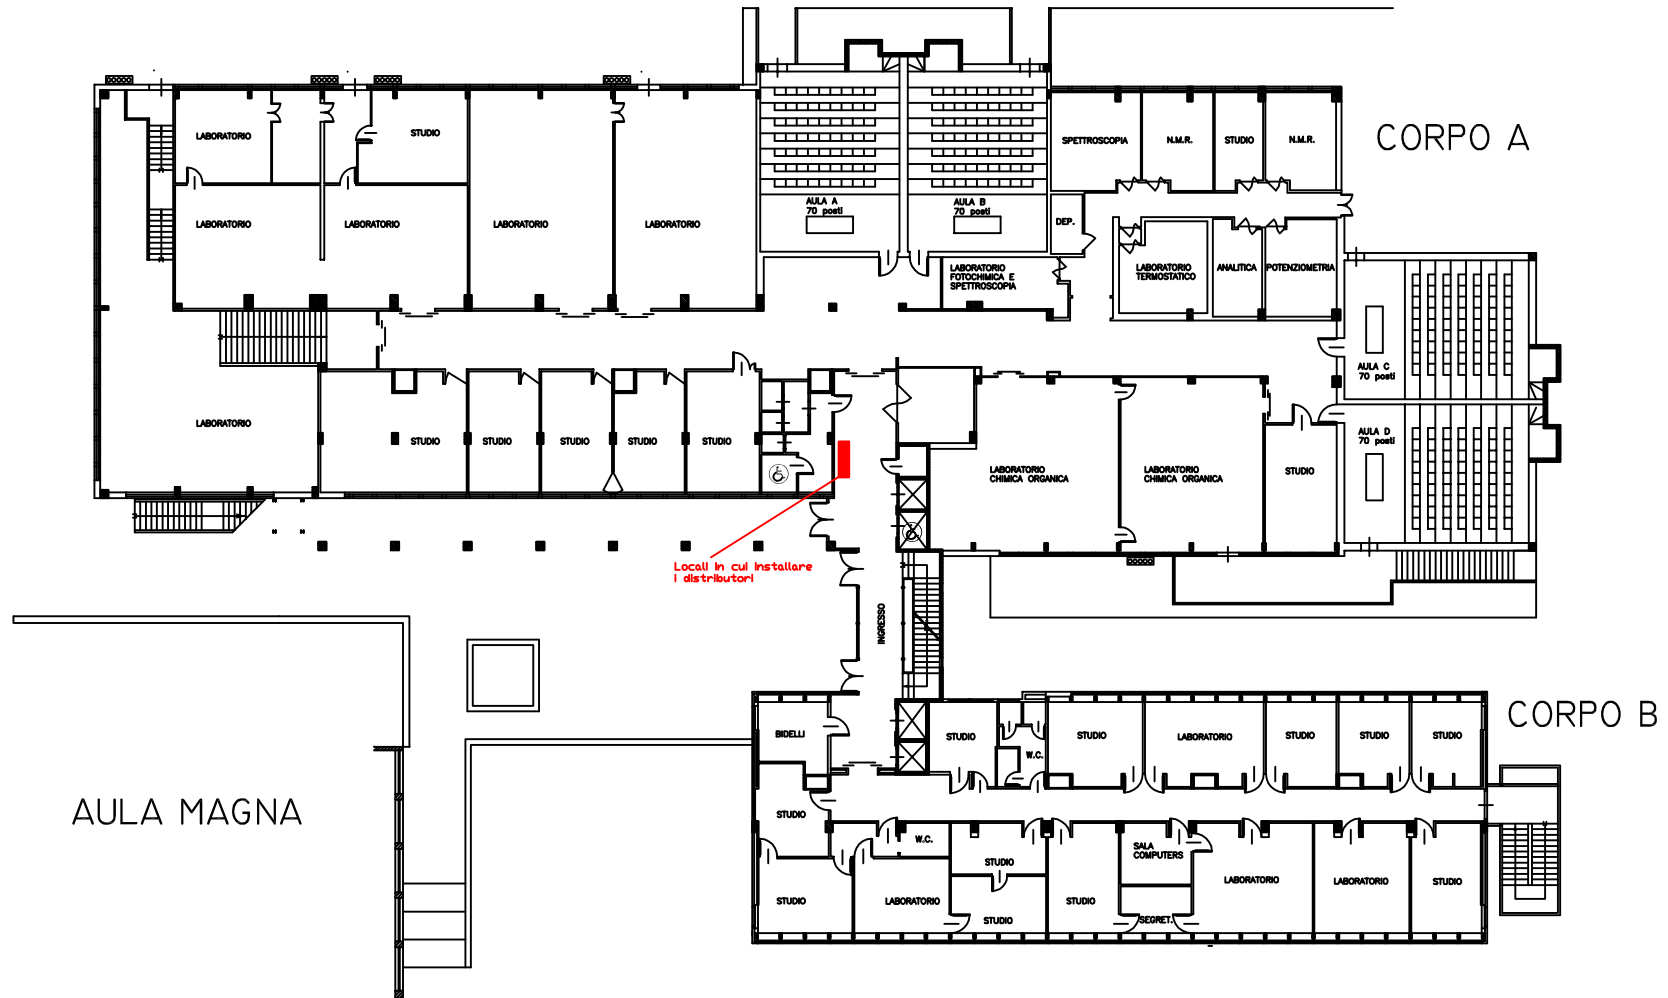 CORPO A
LABORATORIO
STUDIO
SPETTROSCOPIA
N.M.R.
STUDIO
N.M.R.
AULA A
70 posti
AULA B
70 posti
LABORATORIO
LABORATORIO
LABORATORIO
LABORATORIO
DEP.
LABORATORIO
FOTOCHIMICA E
SPETTROSCOPIA
LABORATORIO
TERMOSTATICO
ANALITICA
POTENZIOMETRIA
AULA C
70 posti
LABORATORIO
STUDIO
STUDIO
STUDIO
STUDIO
STUDIO
AULA D
70 posti
LABORATORIO
CHIMICA ORGANICA
LABORATORIO
CHIMICA ORGANICA
STUDIO
Locali in cui installare
i distributori
INGRESSO
CORPO B
BIDELLI
STUDIO
W.C.
STUDIO
LABORATORIO
STUDIO
STUDIO
STUDIO
AULA MAGNA
STUDIO
W.C.
STUDIO
SALA
COMPUTERS
STUDIO
LABORATORIO
STUDIO
STUDIO
SEGRET.
LABORATORIO
LABORATORIO
STUDIO